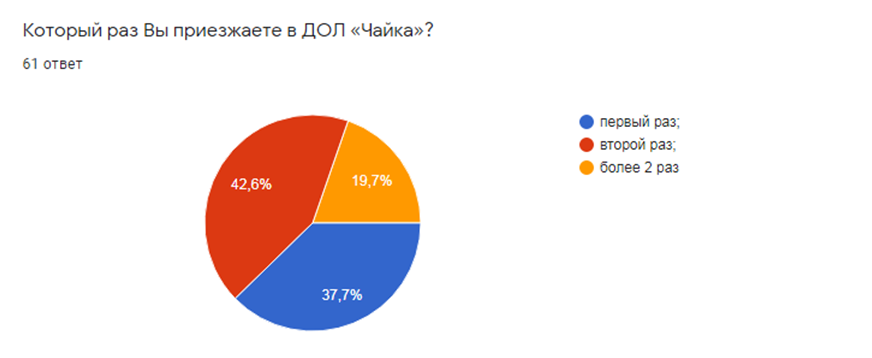 Который раз Вы приезжаете в ДОЛ «Чайка»?
61 ответ
первый раз;
второй раз;
более 2 раз
42,6%
19,7%
37,7%